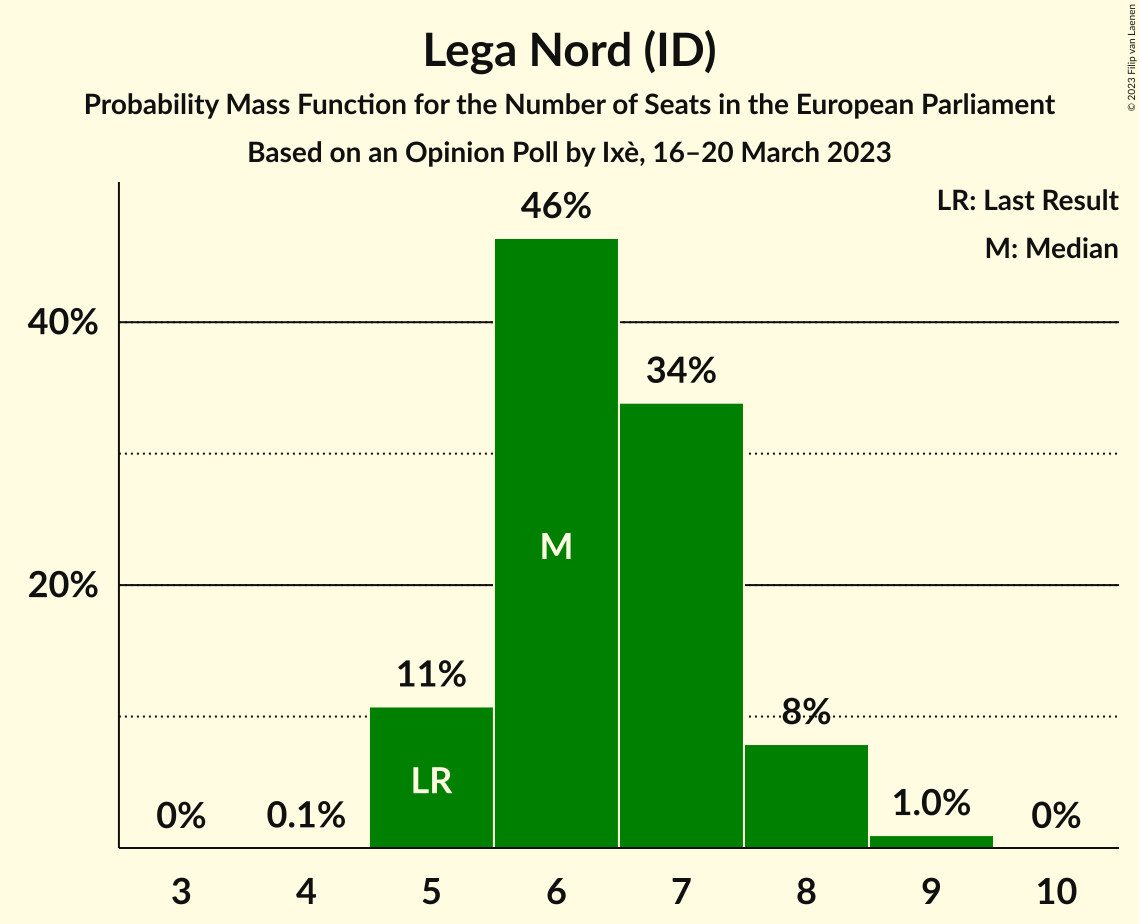 Lega Nord (ID)
Probability Mass Function for the Number of Seats in the European Parliament
Based on an Opinion Poll by Ixè, 16–20 March 2023
© 2023 Filip van Laenen
LR: Last Result
M: Median
40%
20%
0%
0.1%
11%
46%
34%
8%
1.0%
0%
LR
M
3 4 5 6 7 8 9 10